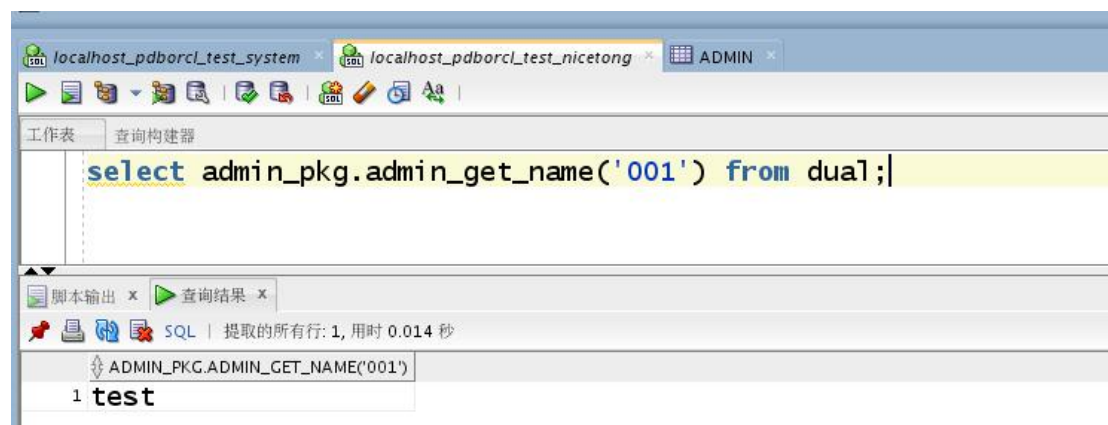 localhost_pdborcl_test_system localhost_pdborcl_test_nicetong ADMIN
工作表 查询构建器
select admin_pkg.admin_get_name('001') from dual;
脚本输出 x 查询结果 x
SQL | 提取的所有行: 1, 用时 0.014 秒
ADMIN_PKG.ADMIN_GET_NAME('001')
1 test